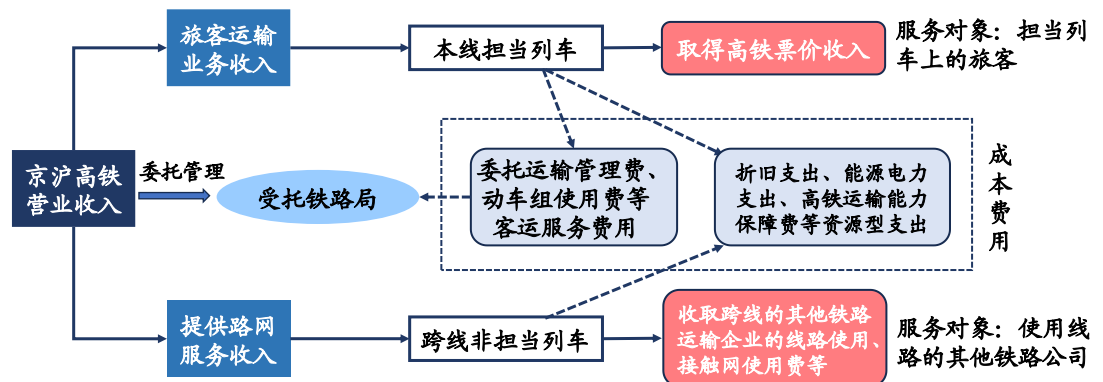 旅客运输
业务收入
本线担当列车
取得高铁票价收入
服务对象：担当列
车上的旅客
京沪高铁
营业收入
委托管理
受托铁路局
委托运输管理费、
动车组使用费等
客运服务费用
折旧支出、能源电力
支出、高铁运输能力
保障费等资源型支出
成本费用
提供路网
服务收入
跨线非担当列车
收取跨线的其他铁路
运输企业的线路使用、
接触网使用费等
服务对象：使用线
路的其他铁路公司